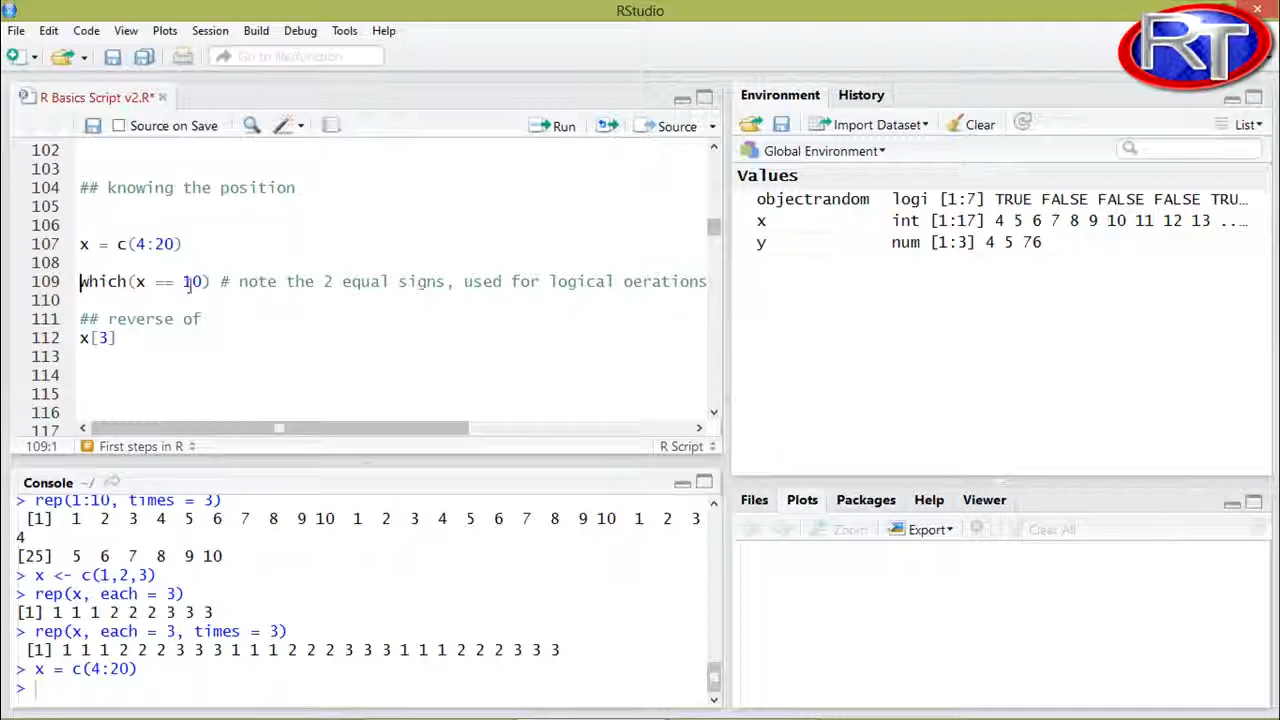 RStudio
RT
File Edit Code View Plots Session Build Debug Tools Help
Go to file/function
R Basics Script v2.R*
Source on Save Run Source
102
103
104 ## knowing the position
105
106
107 x = c(4:20)
108
109 which(x == 10) # note the 2 equal signs, used for logical oerations
110
111 ## reverse of
112 x[3]
113
114
115
116
117
109:1 First steps in R R Script
Console ~/
> rep(1:10, times = 3)
[1] 1 2 3 4 5 6 7 8 9 10 1 2 3 4 5 6 7 8 9 10 1 2 3
4
[25] 5 6 7 8 9 10
> x <- c(1,2,3)
> rep(x, each = 3)
[1] 1 1 1 2 2 2 3 3 3
> rep(x, each = 3, times = 3)
[1] 1 1 1 2 2 2 3 3 3 1 1 1 2 2 2 3 3 3 1 1 1 2 2 2 3 3 3
> x = c(4:20)
>
Environment History
Import Dataset Clear List
Global Environment
Values
objectrandom logi [1:7] TRUE FALSE FALSE FALSE TRU…
x int [1:17] 4 5 6 7 8 9 10 11 12 13 ...
y num [1:3] 4 5 76
Files Plots Packages Help Viewer
Zoom Export Clear All